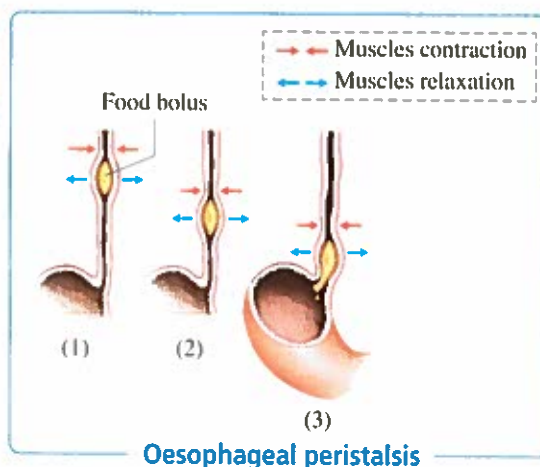 Muscles contraction
Muscles relaxation
Food bolus
(1)
(2)
(3)
Oesophageal peristalsis